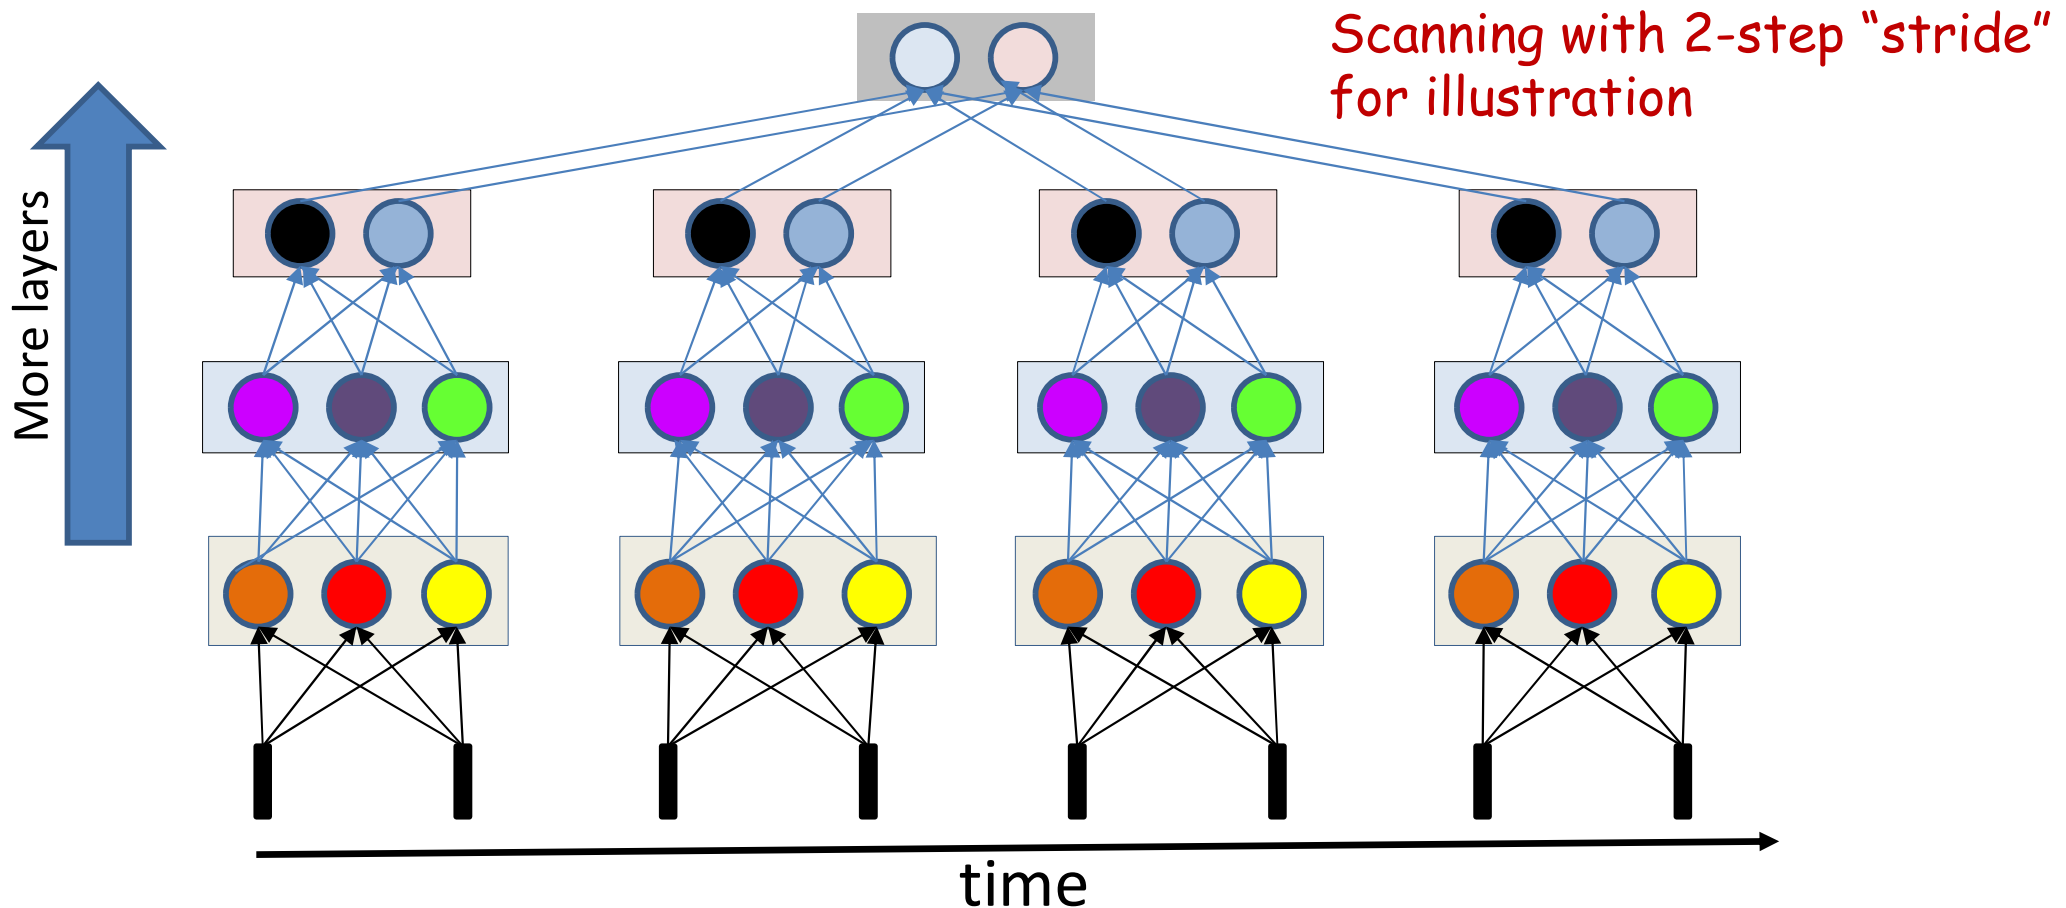 Scanning with 2-step “stride”
for illustration
More layers
time